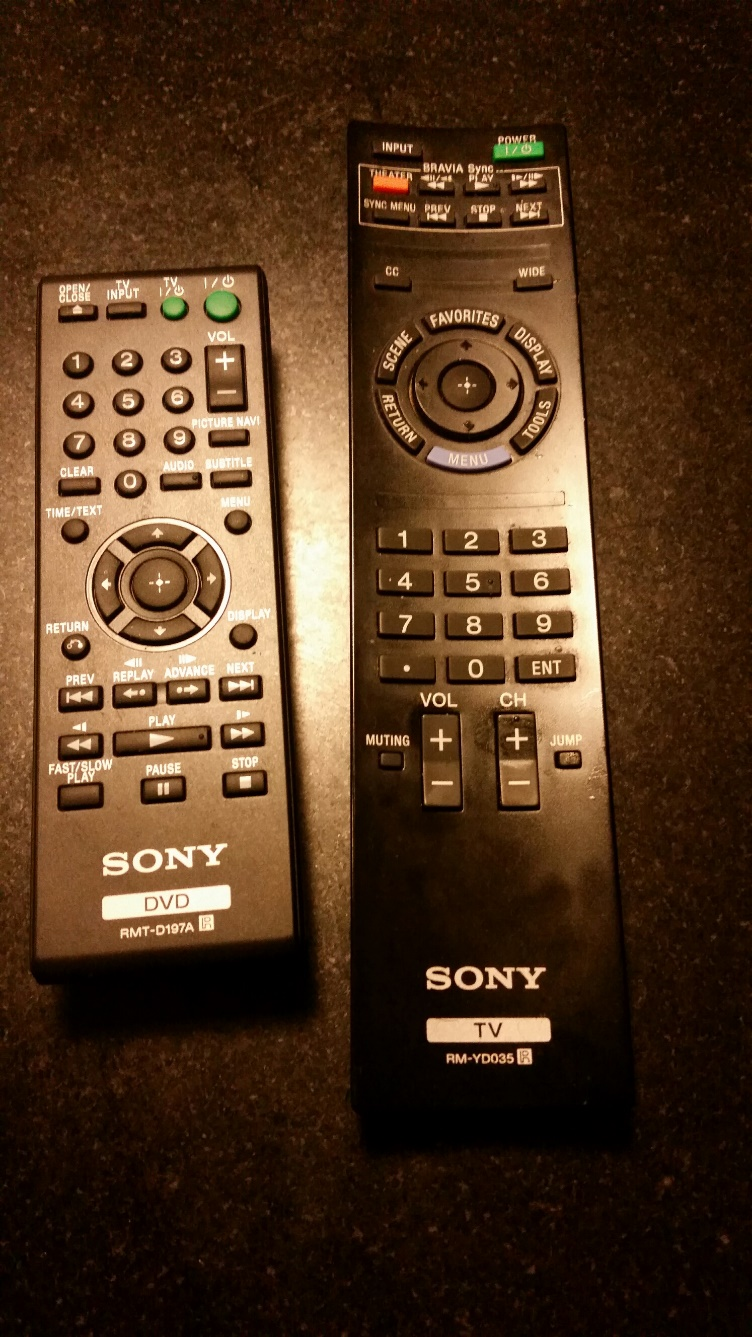 OPEN/
CLOSE
TV
INPUT
TV
I/⏻
I/⏻
VOL
1 2 3
+
4 5 6
−
7 8 9
PICTURE NAVI
CLEAR
0
AUDIO
SUBTITLE
TIME/TEXT
MENU
RETURN
DISPLAY
PREV
REPLAY
ADVANCE
NEXT
PLAY
FAST/SLOW
PLAY
PAUSE
STOP
SONY
DVD
RMT-D197A
INPUT
POWER
I/⏻
BRAVIA Sync
THEATER
PLAY
SYNC MENU
PREV
STOP
NEXT
CC
WIDE
SCENE
FAVORITES
DISPLAY
RETURN
TOOLS
MENU
1 2 3
4 5 6
7 8 9
• 0 ENT
VOL
CH
MUTING
+
+
JUMP
−
−
SONY
TV
RM-YD035